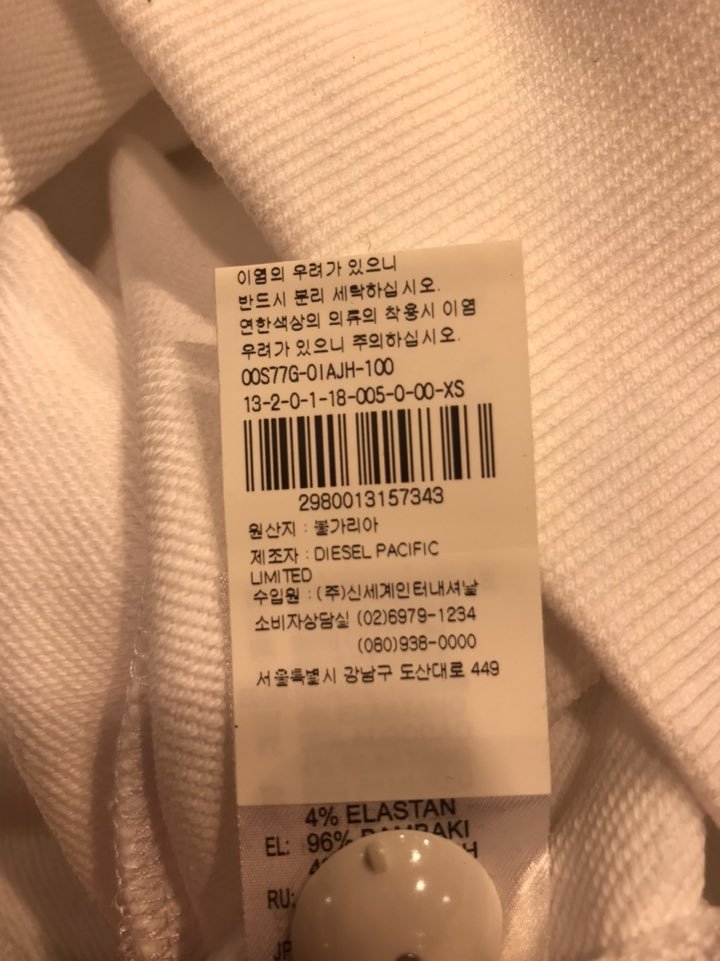 이염의 우려가 있으니
반드시 분리 세탁하십시오.
연한색상의 의류의 착용시 이염
우려가 있으니 주의하십시오.
00S77G-0IAJH-100
13-2-0-1-18-005-0-00-XS
2980013157343
원산지 : 불가리아
제조자 : DIESEL PACIFIC
LIMITED
수입원 : (주)신세계인터내셔날
소비자상담실 (02)6979-1234
(080)938-0000
서울특별시 강남구 도산대로 449
4% ELASTAN
EL: 96% BAMBAKI
RU:
JP